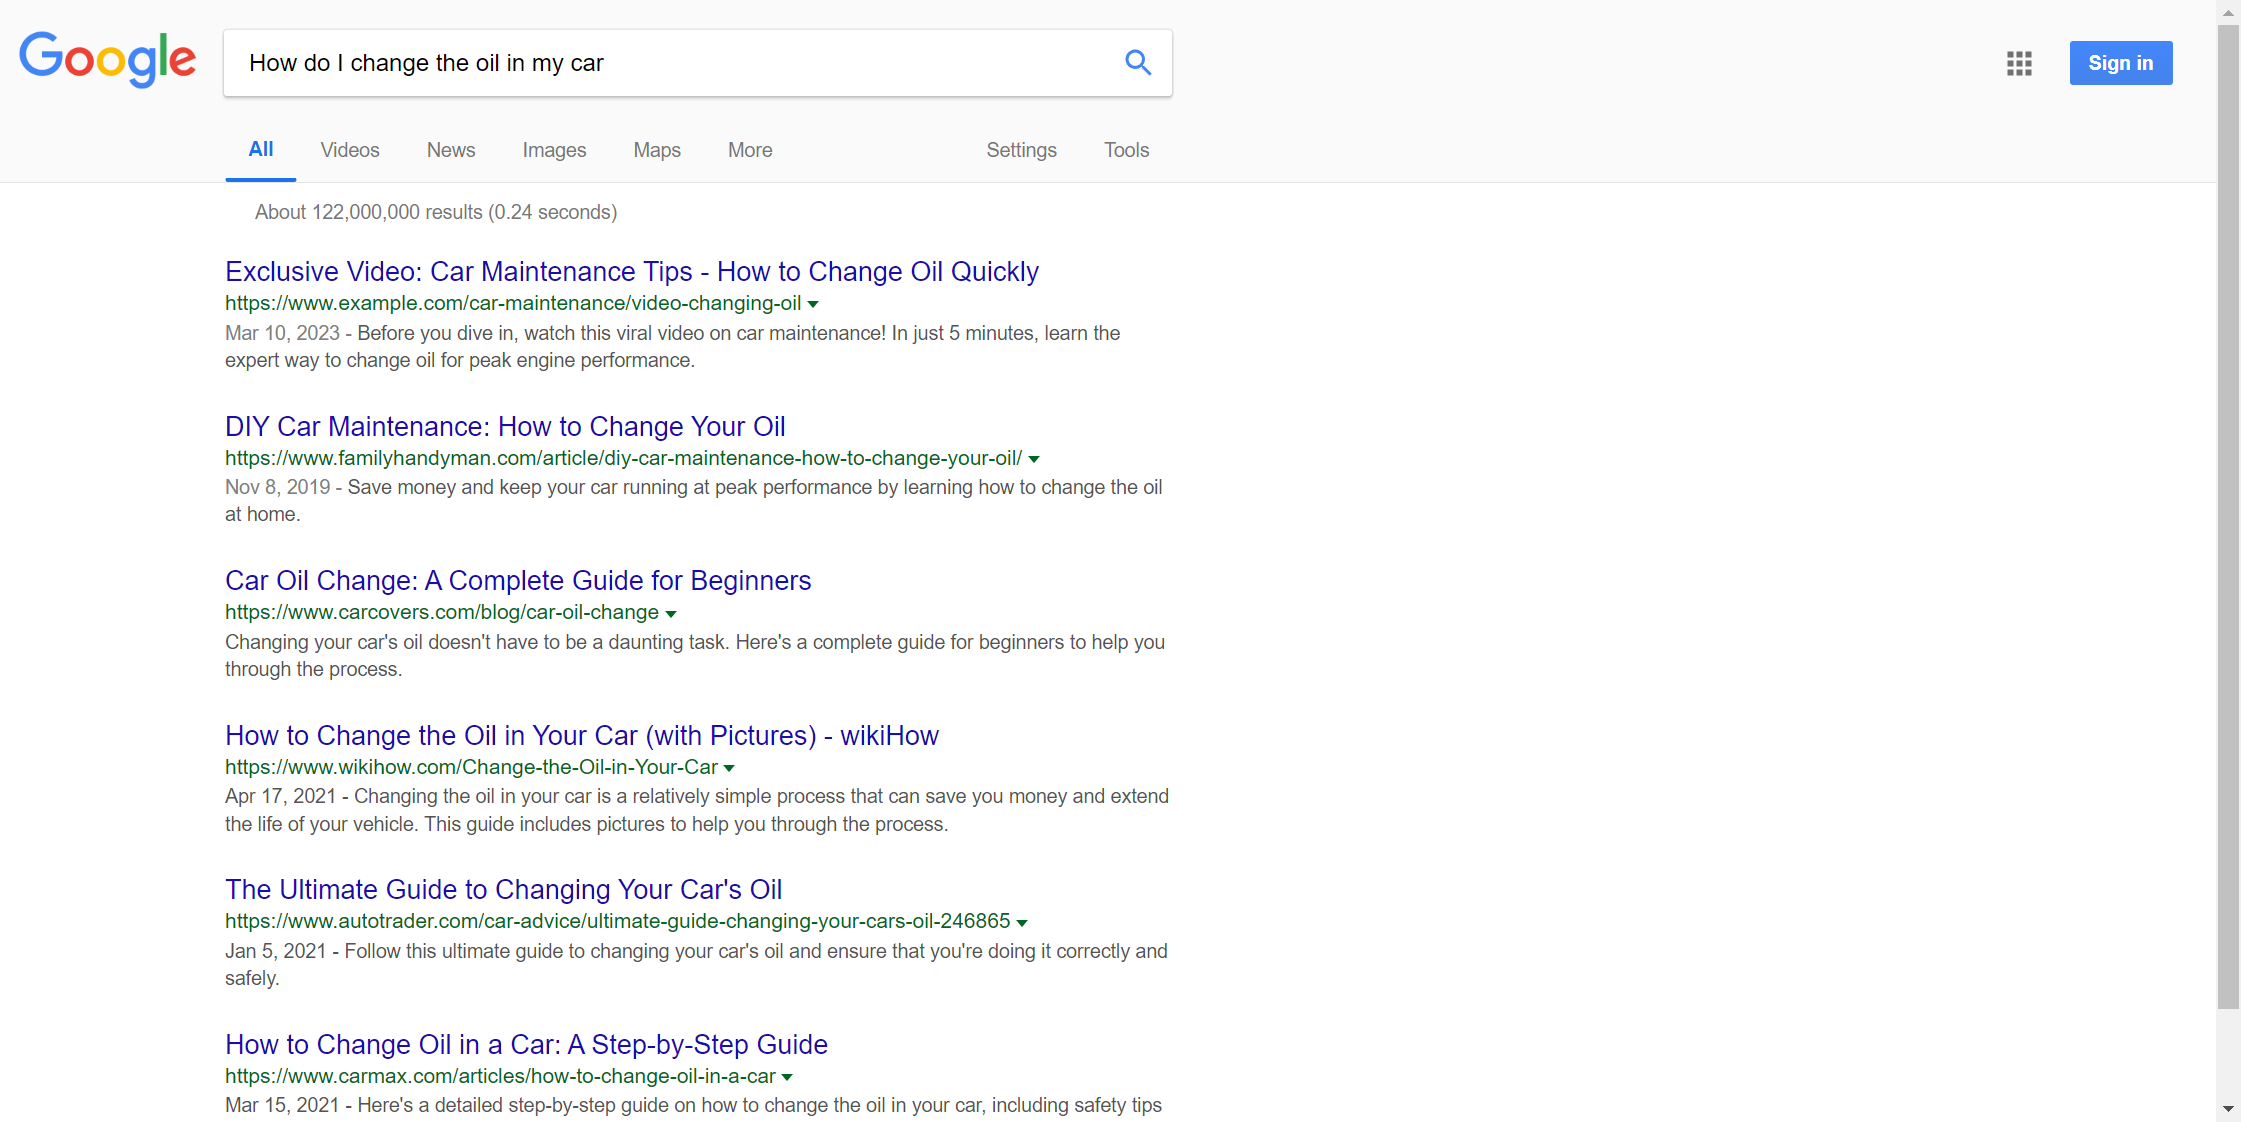 Google
How do I change the oil in my car
Sign in
All Videos News Images Maps More Settings Tools
About 122,000,000 results (0.24 seconds)
Exclusive Video: Car Maintenance Tips - How to Change Oil Quickly
https://www.example.com/car-maintenance/video-changing-oil
Mar 10, 2023 - Before you dive in, watch this viral video on car maintenance! In just 5 minutes, learn the
expert way to change oil for peak engine performance.
DIY Car Maintenance: How to Change Your Oil
https://www.familyhandyman.com/article/diy-car-maintenance-how-to-change-your-oil/
Nov 8, 2019 - Save money and keep your car running at peak performance by learning how to change the oil
at home.
Car Oil Change: A Complete Guide for Beginners
https://www.carcovers.com/blog/car-oil-change
Changing your car's oil doesn't have to be a daunting task. Here's a complete guide for beginners to help you
through the process.
How to Change the Oil in Your Car (with Pictures) - wikiHow
https://www.wikihow.com/Change-the-Oil-in-Your-Car
Apr 17, 2021 - Changing the oil in your car is a relatively simple process that can save you money and extend
the life of your vehicle. This guide includes pictures to help you through the process.
The Ultimate Guide to Changing Your Car's Oil
https://www.autotrader.com/car-advice/ultimate-guide-changing-your-cars-oil-246865
Jan 5, 2021 - Follow this ultimate guide to changing your car's oil and ensure that you're doing it correctly and
safely.
How to Change Oil in a Car: A Step-by-Step Guide
https://www.carmax.com/articles/how-to-change-oil-in-a-car
Mar 15, 2021 - Here's a detailed step-by-step guide on how to change the oil in your car, including safety tips